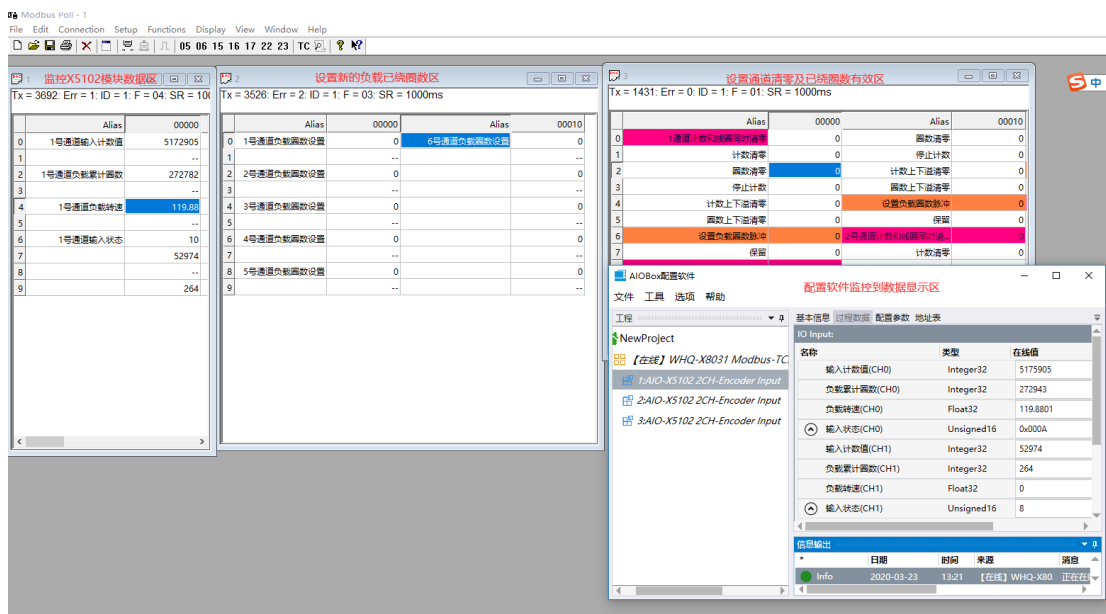 Modbus Poll - 1
File Edit Connection Setup Functions Display View Window Help
05 06 15 16 17 22 23 TC
1 监控X5102模块数据区
Tx = 3692: Err = 1: ID = 1: F = 04: SR = 100
Alias 00000
0 1号通道输入计数值 5172905
1 --
2 1号通道负载累计圈数 272782
3 --
4 1号通道负载转速 119.88
5 --
6 1号通道输入状态 10
7 52974
8 --
9 264
2 设置新的负载已绕圈数区
Tx = 3526: Err = 2: ID = 1: F = 03: SR = 1000ms
Alias 00000 Alias 00010
0 1号通道负载圈数设置 0 6号通道负载圈数设置 0
1 -- --
2 2号通道负载圈数设置 0 0
3 -- --
4 3号通道负载圈数设置 0 0
5 -- --
6 4号通道负载圈数设置 0 0
7 -- --
8 5号通道负载圈数设置 0 0
9 -- --
3 设置通道清零及已绕圈数有效区
Tx = 1431: Err = 0: ID = 1: F = 01: SR = 1000ms
Alias 00000 Alias 00010
0 1通道计数和线圈同时清零 0 圈数清零 0
1 计数清零 0 停止计数 0
2 圈数清零 0 计数上下溢清零 0
3 停止计数 0 圈数上下溢清零 0
4 计数上下溢清零 0 设置负载圈数脉冲 0
5 圈数上下溢清零 0 保留 0
6 设置负载圈数脉冲 0 2号通道计数和线圈同时清... 0
7 保留 0 计数清零 0
S 中
AIOBox配置软件
配置软件监控到数据显示区
文件 工具 选项 帮助
工程
NewProject
【在线】WHQ-X8031 Modbus-TC
1:AIO-X5102 2CH-Encoder Input
2:AIO-X5102 2CH-Encoder Input
3:AIO-X5102 2CH-Encoder Input
基本信息 过程数据 配置参数 地址表
IO Input:
名称 类型 在线值
输入计数值(CH0) Integer32 5175905
负载累计圈数(CH0) Integer32 272943
负载转速(CH0) Float32 119.8801
输入状态(CH0) Unsigned16 0x000A
输入计数值(CH1) Integer32 52974
负载累计圈数(CH1) Integer32 264
负载转速(CH1) Float32 0
输入状态(CH1) Unsigned16 8
信息输出
* 日期 时间 来源 消息
Info 2020-03-23 13:21 【在线】WHQ-X80 正在在